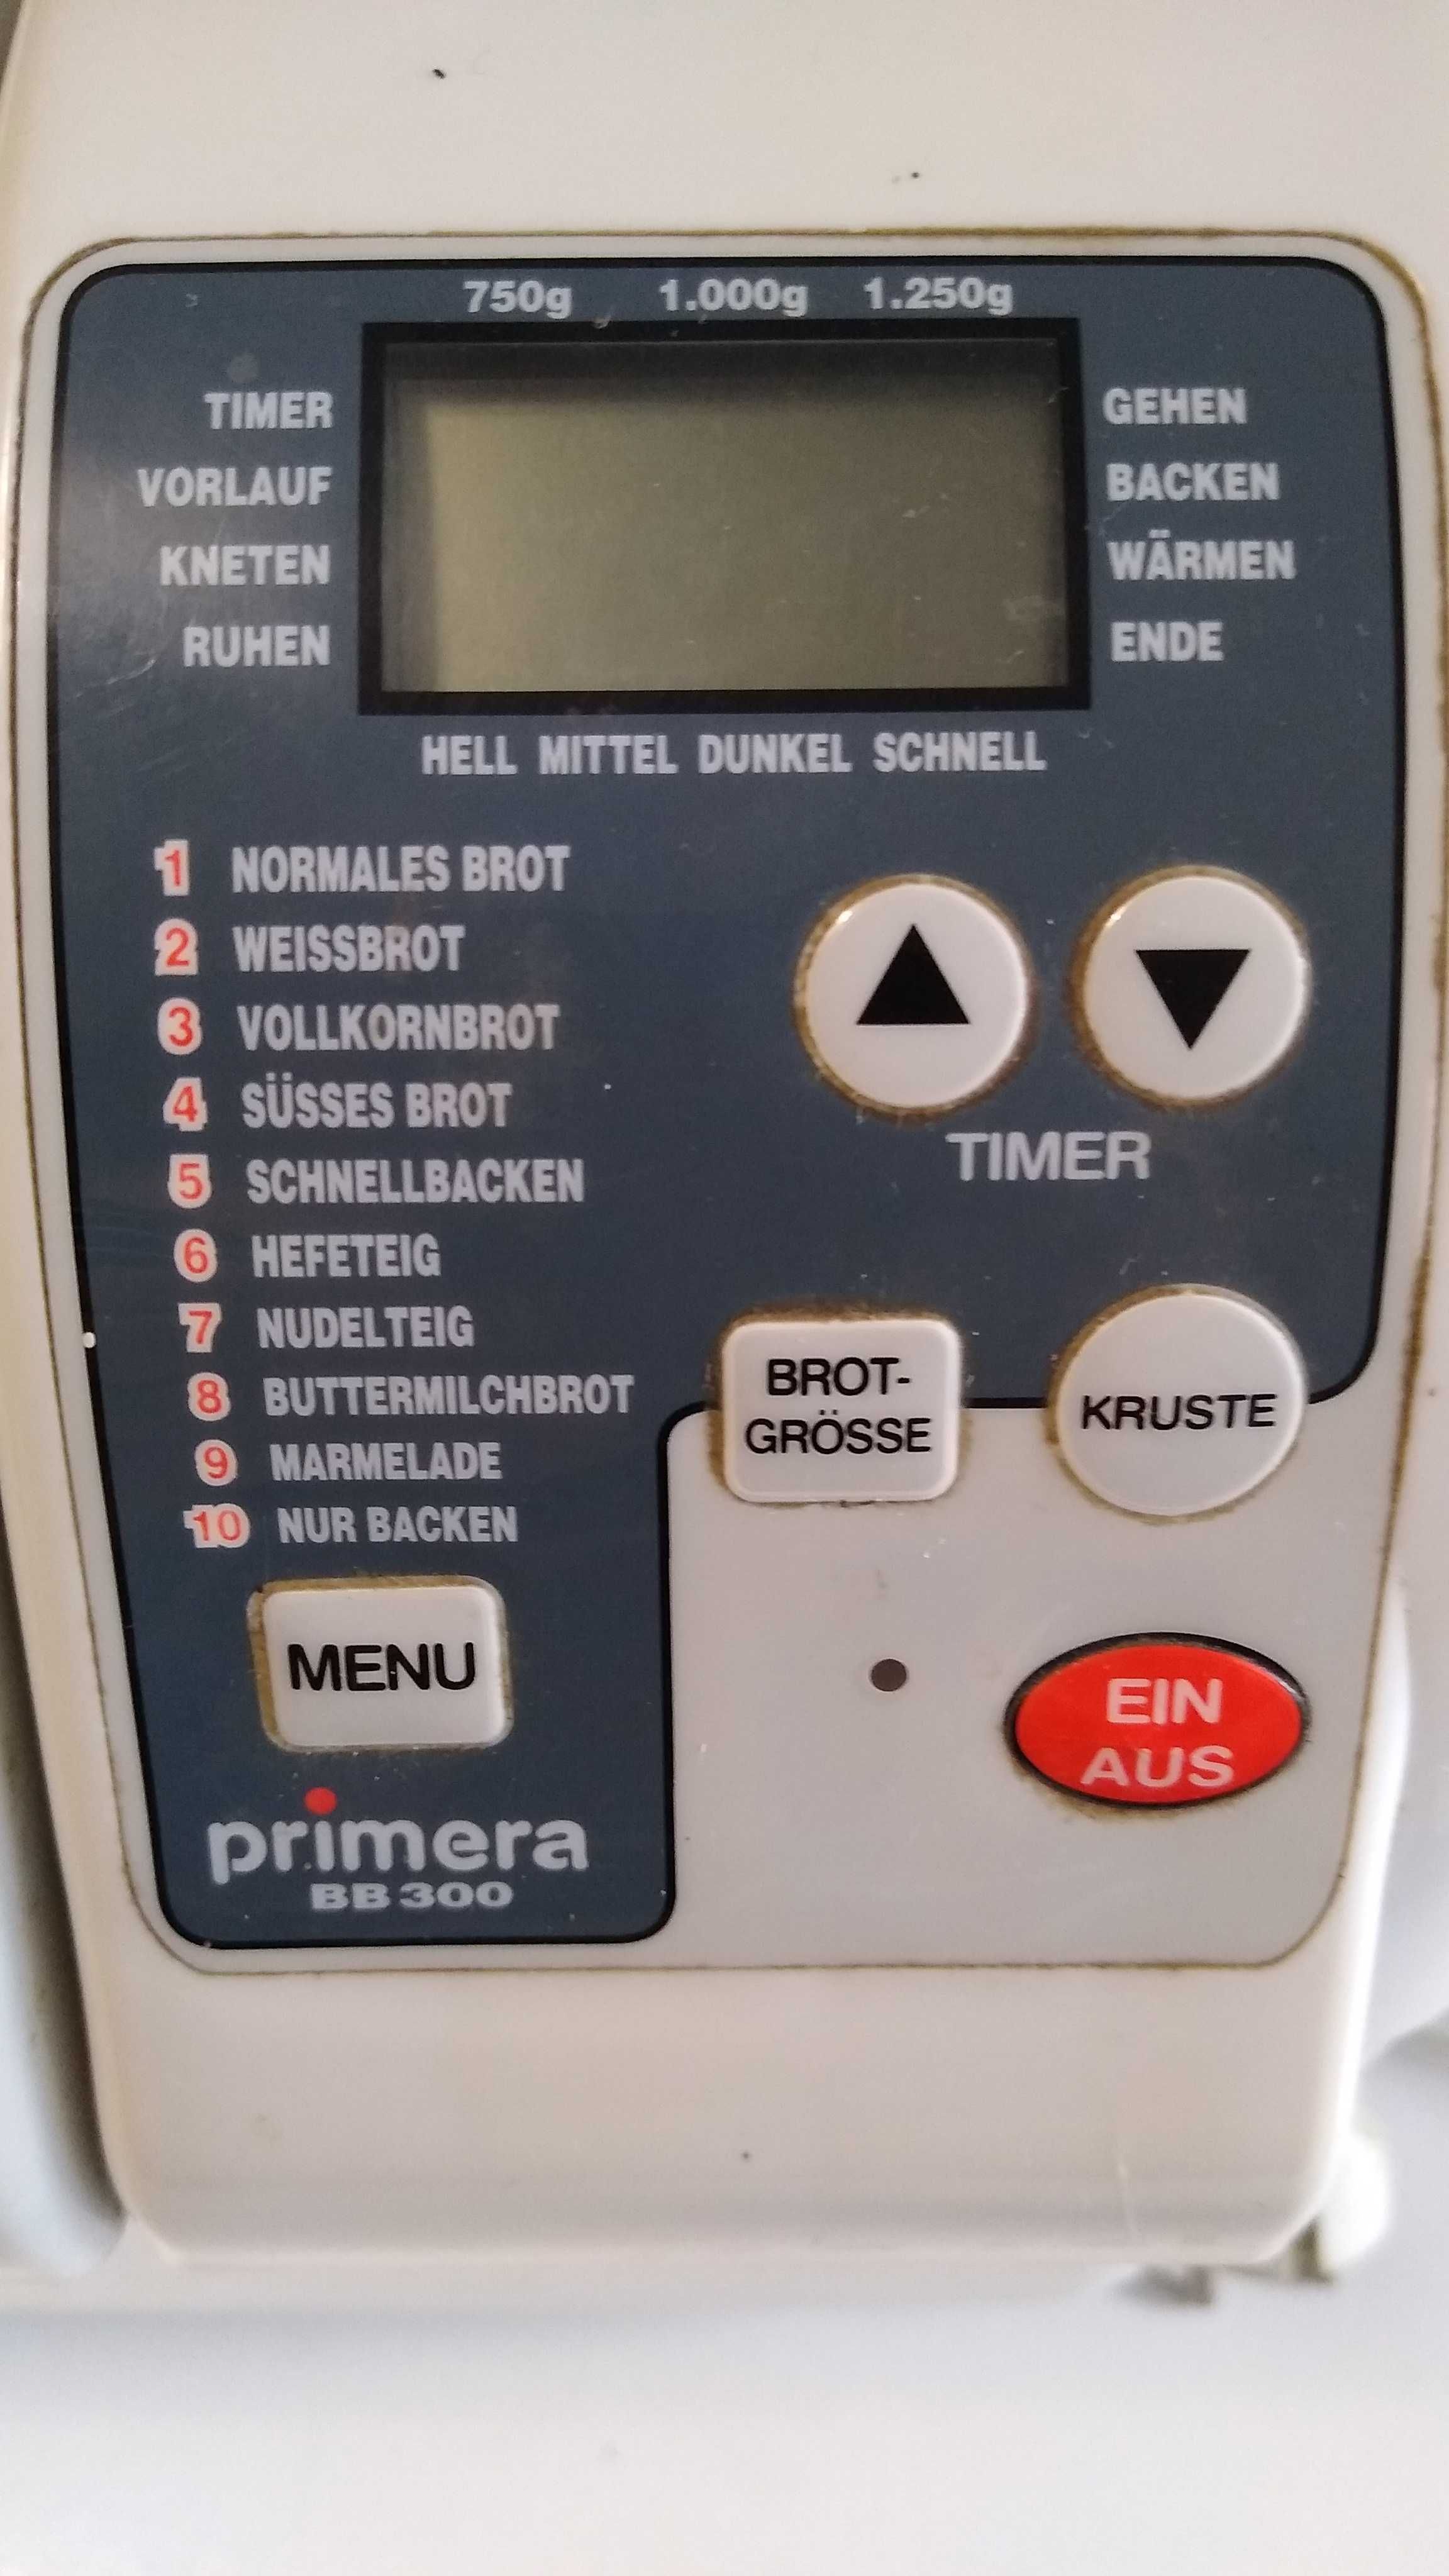 750g 1.000g 1.250g
TIMER
VORLAUF
KNETEN
RUHEN
GEHEN
BACKEN
WÄRMEN
ENDE
HELL MITTEL DUNKEL SCHNELL
1 NORMALES BROT
2 WEISSBROT
3 VOLLKORNBROT
4 SÜSSES BROT
5 SCHNELLBACKEN
6 HEFETEIG
7 NUDELTEIG
8 BUTTERMILCHBROT
9 MARMELADE
10 NUR BACKEN
TIMER
BROT-
GRÖSSE
KRUSTE
MENU
EIN
AUS
primera
BB 300